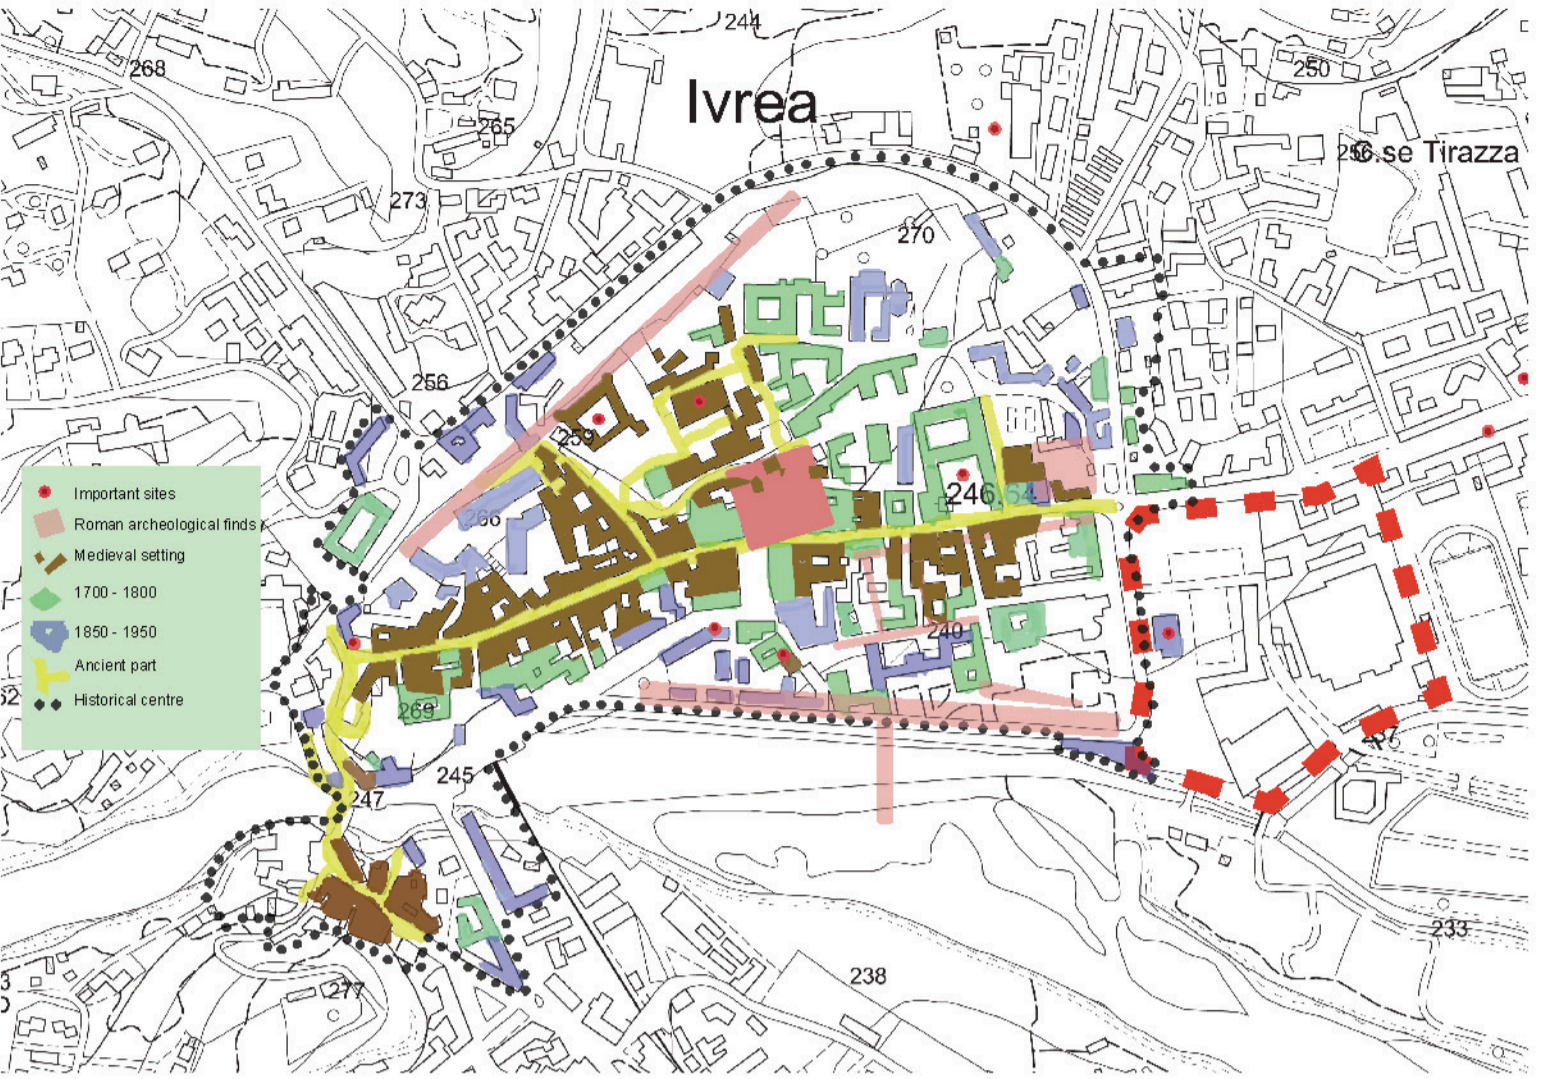 244
Ivrea
268
250
265
C.se Tirazza
273
270
256
259
Important sites
246.64
Roman archeological finds
266
Medieval setting
1700 - 1800
1850 - 1950
240
Ancient part
Historical centre
269
245
247
233
238
277